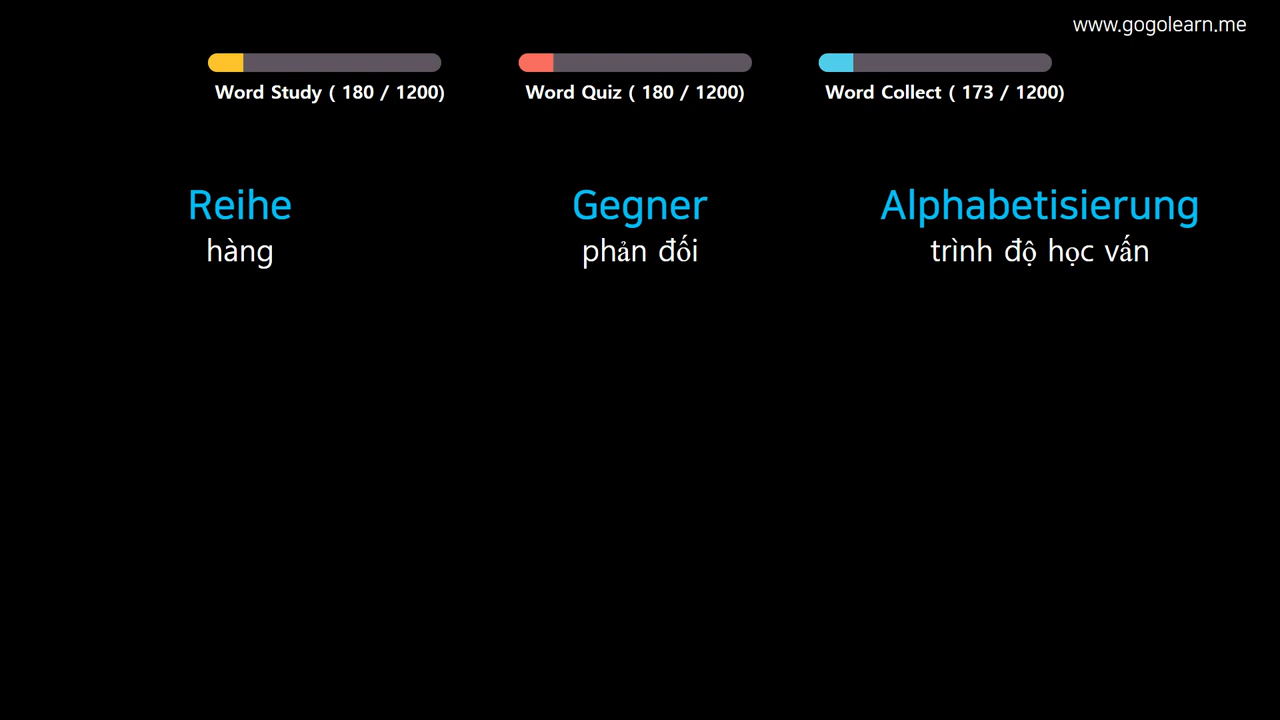 www.gogolearn.me
Word Study ( 180 / 1200)
Word Quiz ( 180 / 1200)
Word Collect ( 173 / 1200)
Reihe
hàng
Gegner
phản đối
Alphabetisierung
trình độ học vấn